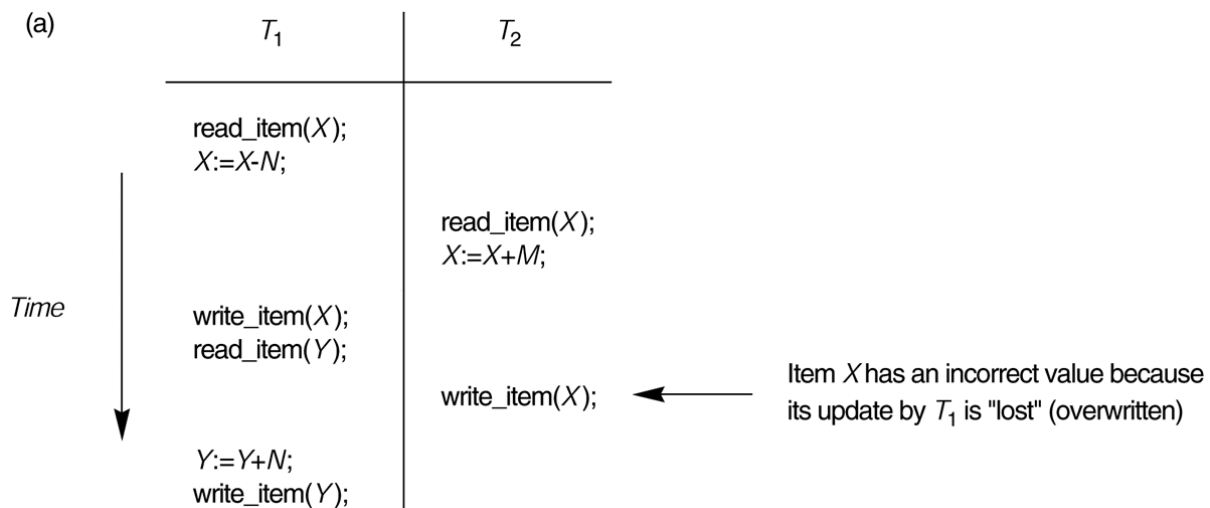 (a)
T1 T2
read_item(X);
X:=X-N;
read_item(X);
X:=X+M;
Time
write_item(X);
read_item(Y);
write_item(X);
Item X has an incorrect value because
its update by T1 is "lost" (overwritten)
Y:=Y+N;
write_item(Y);